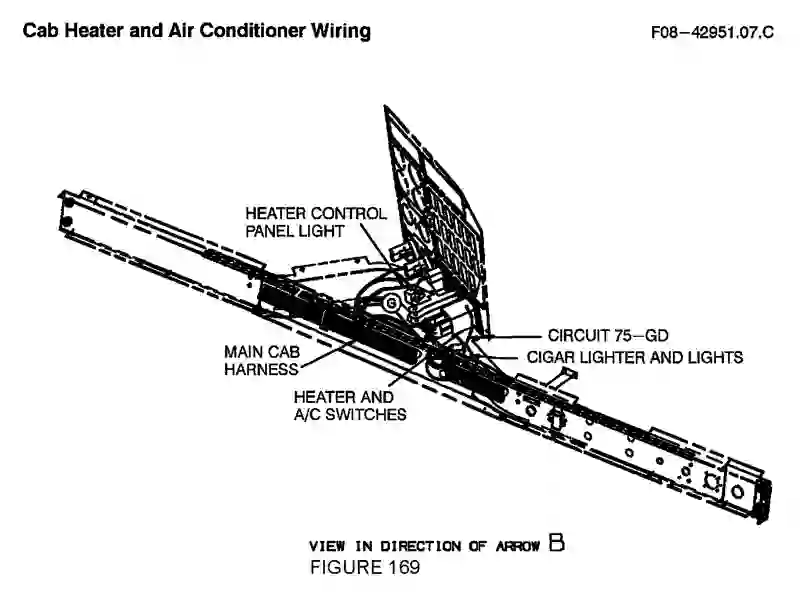 Cab Heater and Air Conditioner Wiring
F08-42951.07.C
HEATER CONTROL
PANEL LIGHT
G
CIRCUIT 75-GD
CIGAR LIGHTER AND LIGHTS
MAIN CAB
HARNESS
HEATER AND
A/C SWITCHES
VIEW IN DIRECTION OF ARROW B
FIGURE 169